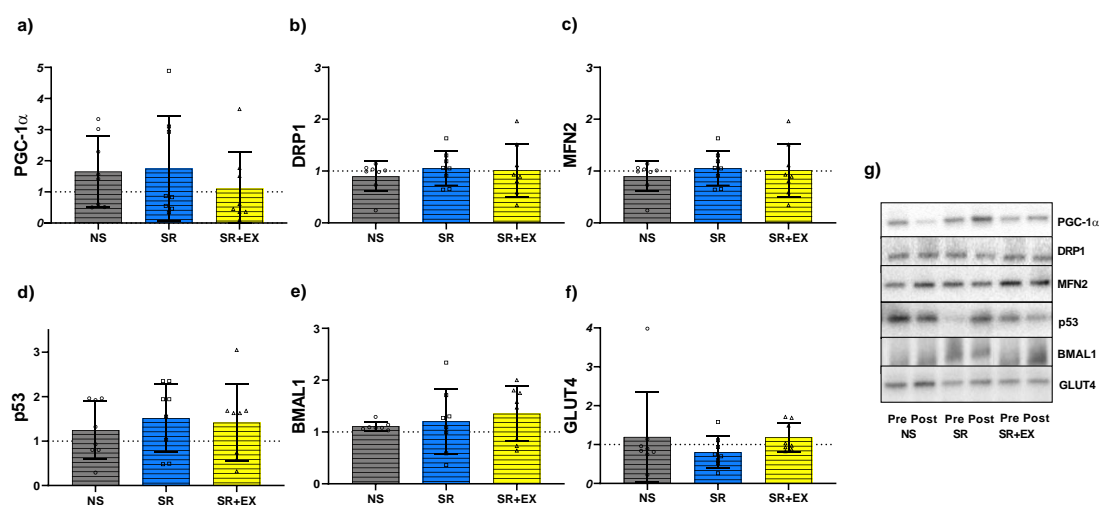 a)
PGC-1α
5
4
3
2
1
0
NS SR SR+EX
b)
DRP1
3
2
1
0
NS SR SR+EX
c)
MFN2
3
2
1
0
NS SR SR+EX
d)
p53
3
2
1
0
NS SR SR+EX
e)
BMAL1
3
2
1
0
NS SR SR+EX
f)
GLUT4
4
3
2
1
0
NS SR SR+EX
g)
PGC-1α
DRP1
MFN2
p53
BMAL1
GLUT4
Pre Post Pre Post Pre Post
NS SR SR+EX